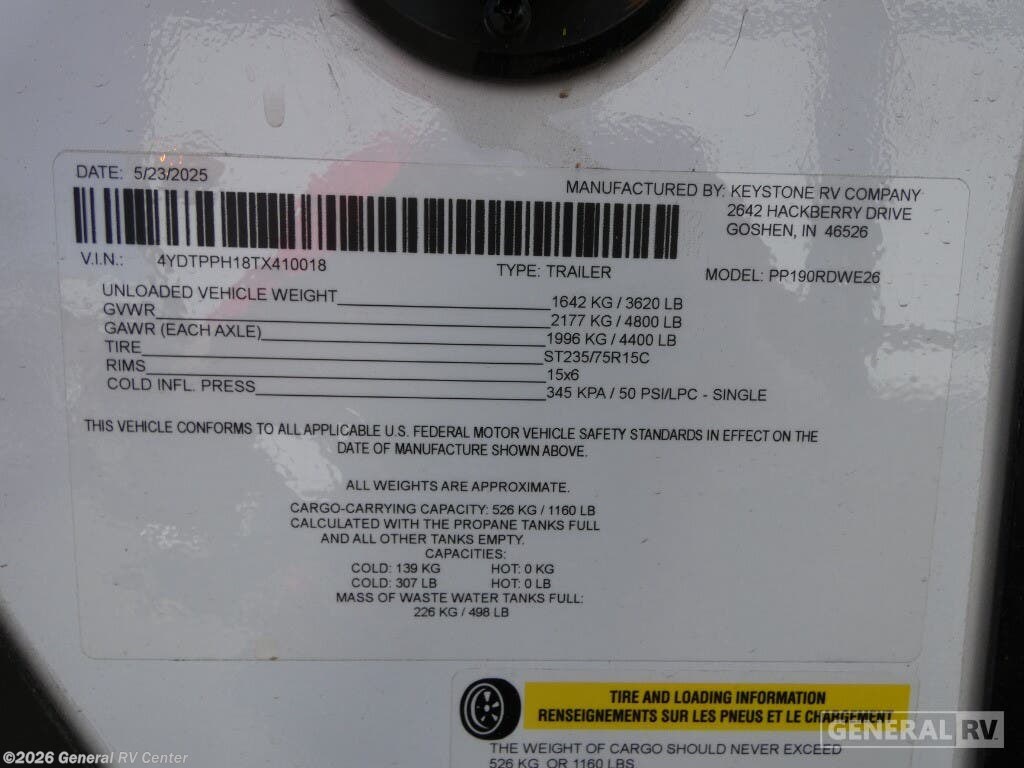 DATE: 5/23/2025
MANUFACTURED BY: KEYSTONE RV COMPANY
2642 HACKBERRY DRIVE
GOSHEN, IN 46526
V.I.N.: 4YDTPPH18TX410018
TYPE: TRAILER
MODEL: PP190RDWE26
UNLOADED VEHICLE WEIGHT 1642 KG / 3620 LB
GVWR 2177 KG / 4800 LB
GAWR (EACH AXLE) 1996 KG / 4400 LB
TIRE ST235/75R15C
RIMS 15x6
COLD INFL. PRESS 345 KPA / 50 PSI/LPC - SINGLE
THIS VEHICLE CONFORMS TO ALL APPLICABLE U.S. FEDERAL MOTOR VEHICLE SAFETY STANDARDS IN EFFECT ON THE
DATE OF MANUFACTURE SHOWN ABOVE.
ALL WEIGHTS ARE APPROXIMATE.
CARGO-CARRYING CAPACITY: 526 KG / 1160 LB
CALCULATED WITH THE PROPANE TANKS FULL
AND ALL OTHER TANKS EMPTY.
CAPACITIES:
COLD: 139 KG HOT: 0 KG
COLD: 307 LB HOT: 0 LB
MASS OF WASTE WATER TANKS FULL:
226 KG / 498 LB
TIRE AND LOADING INFORMATION
RENSEIGNEMENTS SUR LES PNEUS ET LE CHARGEMENT
THE WEIGHT OF CARGO SHOULD NEVER EXCEED
526 KG OR 1160 LBS
GENERAL RV
©2026 General RV Center